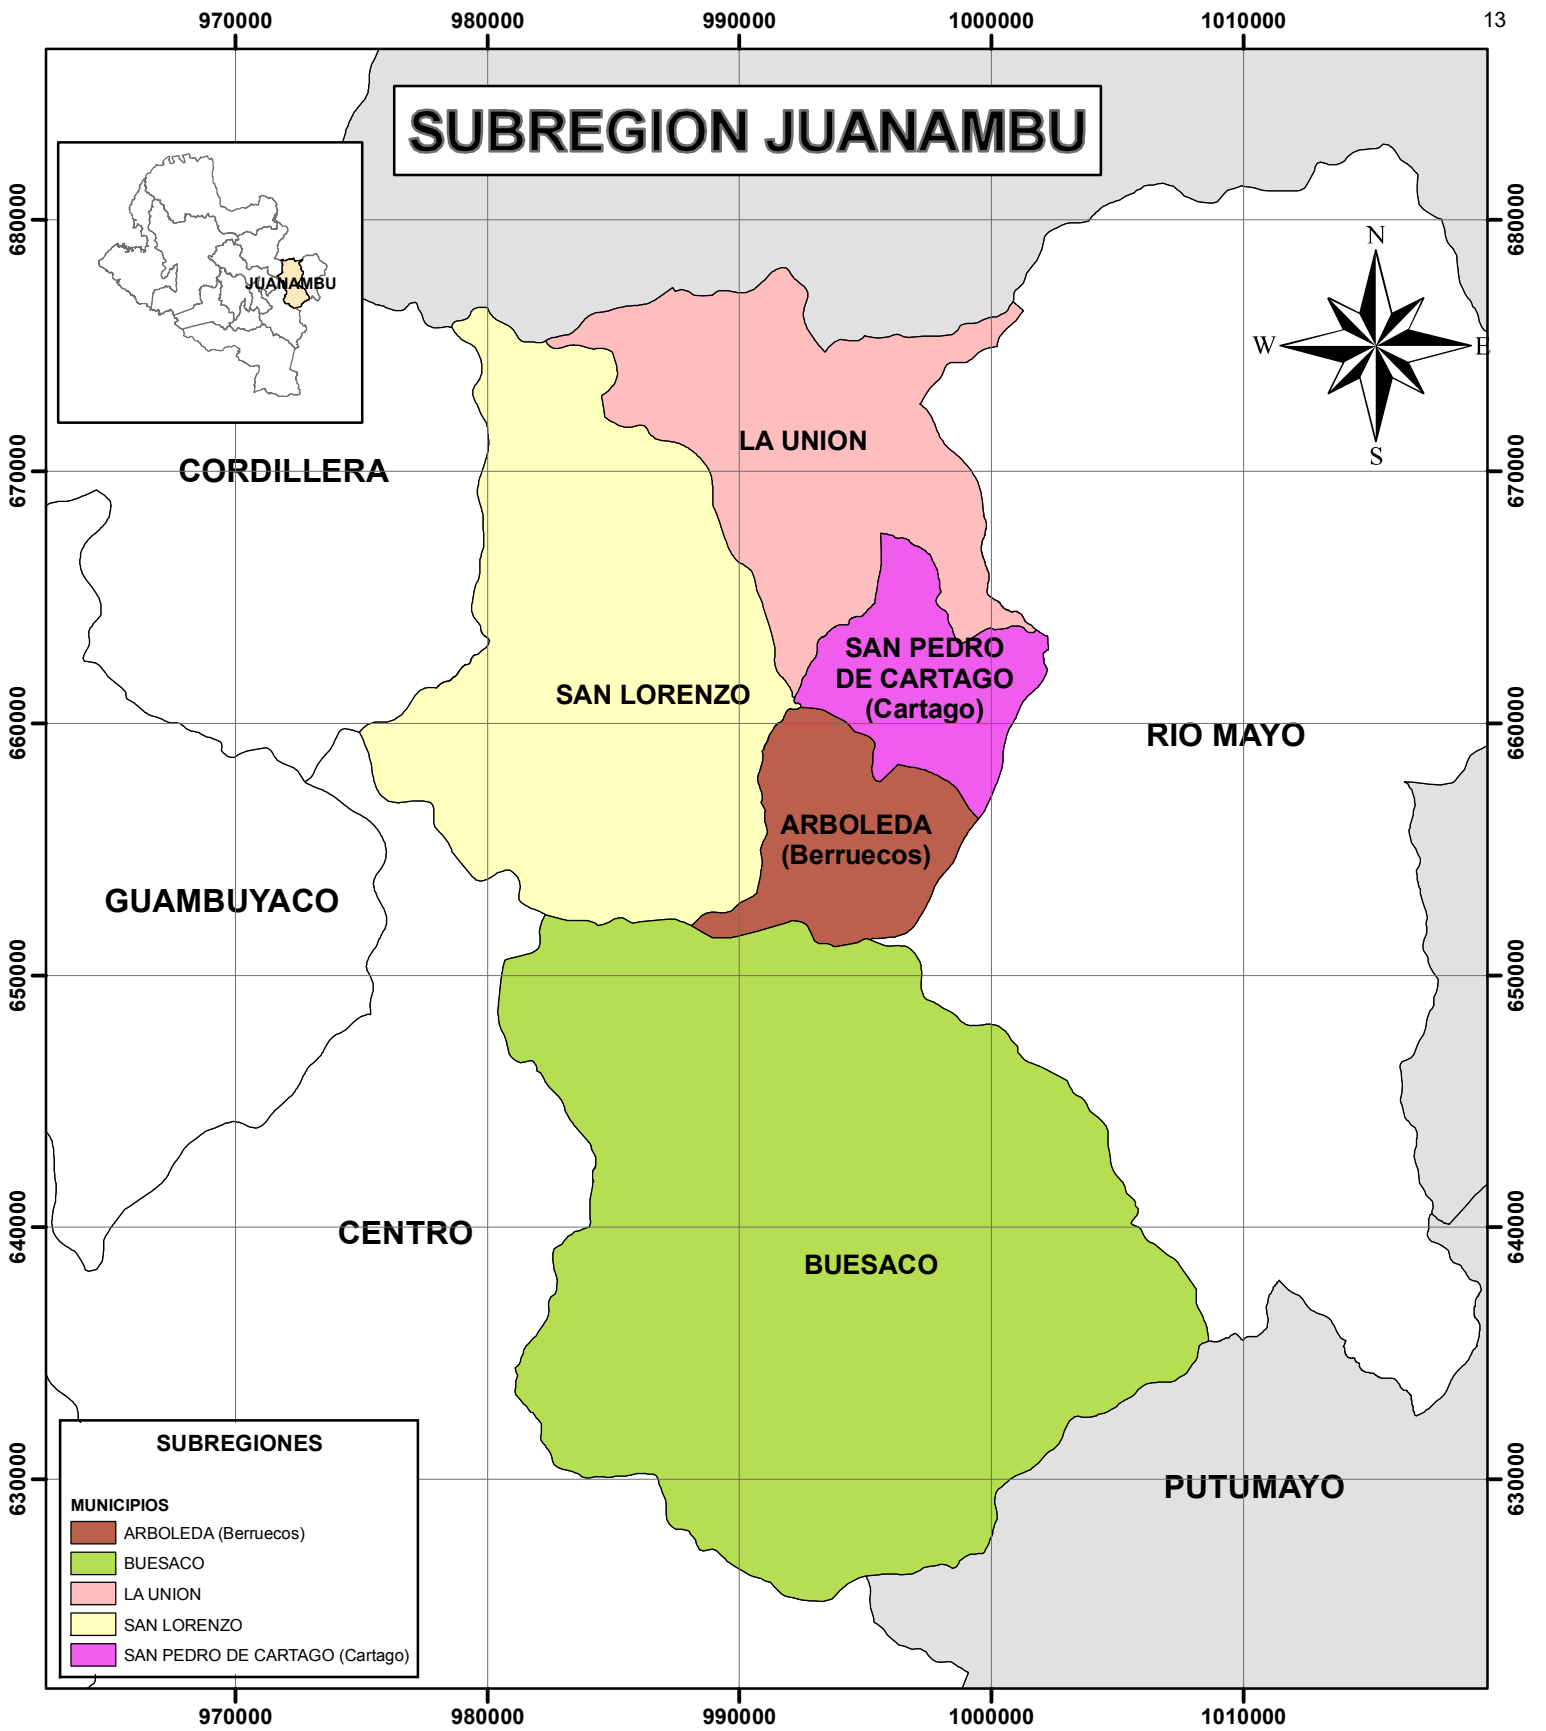 970000 980000 990000 1000000 1010000 13
SUBREGION JUANAMBU
JUANAMBU
N
W E
S
680000 680000
670000 670000
660000 660000
650000 650000
640000 640000
630000 630000
LA UNION
CORDILLERA
SAN PEDRO
DE CARTAGO
(Cartago)
SAN LORENZO
RIO MAYO
ARBOLEDA
(Berruecos)
GUAMBUYACO
CENTRO
BUESACO
PUTUMAYO
SUBREGIONES
MUNICIPIOS
ARBOLEDA (Berruecos)
BUESACO
LA UNION
SAN LORENZO
SAN PEDRO DE CARTAGO (Cartago)
970000 980000 990000 1000000 1010000